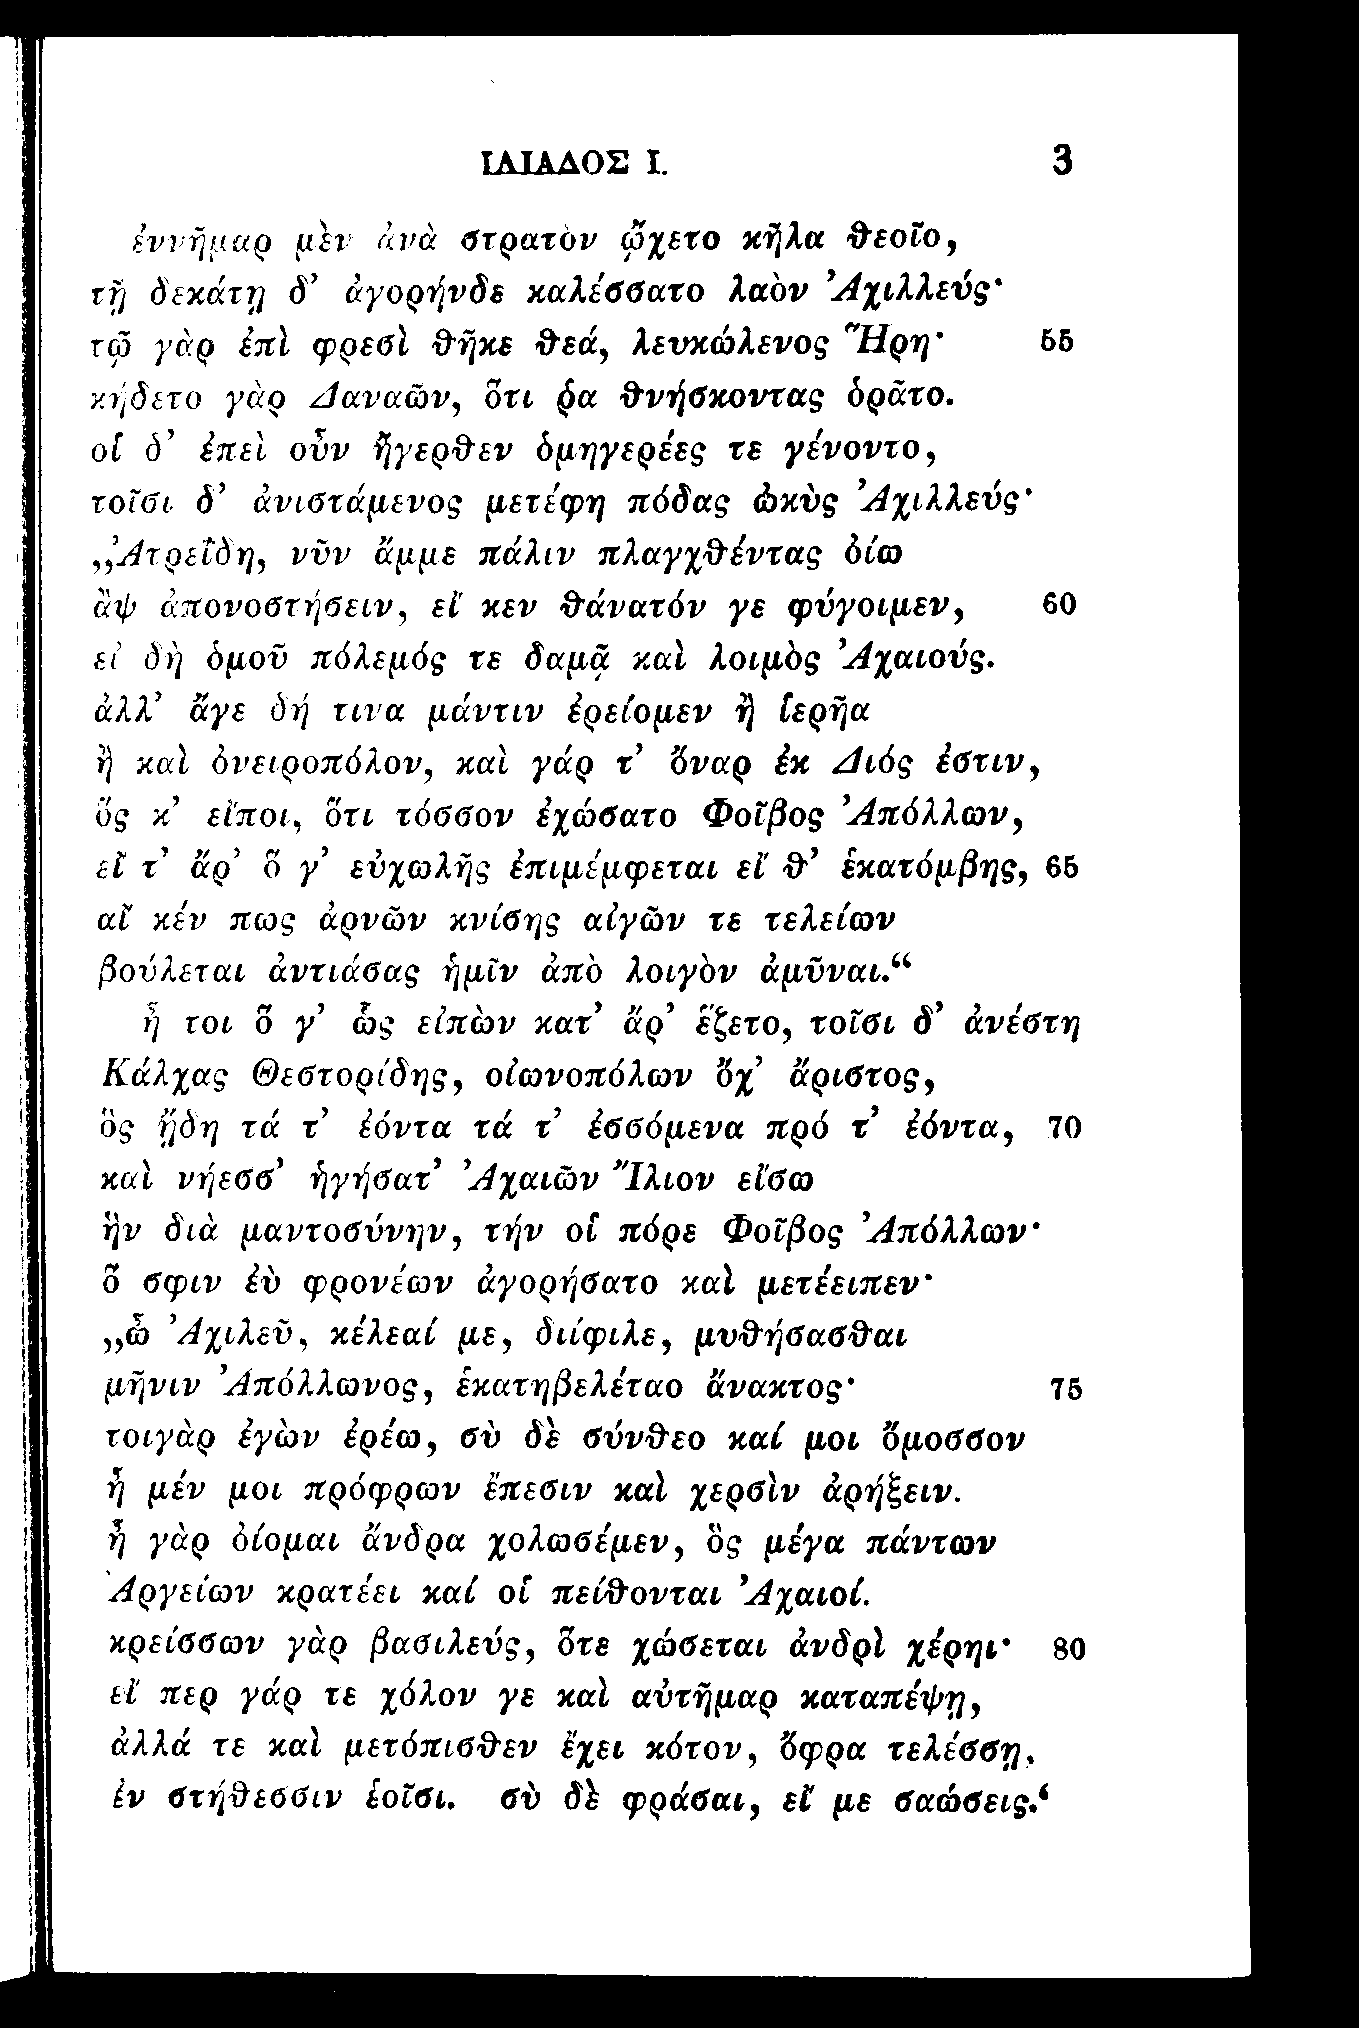 ΙΛΙΑΔΟΣ Ι. 3
ἐννῆμαρ μὲν ἀνὰ στρατὸν ᾤχετο κῆλα θεοῖο,
τῇ δεκάτῃ δ’ ἀγορήνδε καλέσσατο λαὸν Ἀχιλλεύς·
τῷ γὰρ ἐπὶ φρεσὶ θῆκε θεά, λευκώλενος Ἥρη· 55
κήδετο γὰρ Δαναῶν, ὅτι ῥα θνήσκοντας ὁρᾶτο.
οἳ δ’ ἐπεὶ οὖν ἤγερθεν ὁμηγερέες τε γένοντο,
τοῖσι δ’ ἀνιστάμενος μετέφη πόδας ὠκὺς Ἀχιλλεύς·
„Ἀτρεΐδη, νῦν ἄμμε πάλιν πλαγχθέντας ὀίω
ἂψ ἀπονοστήσειν, εἴ κεν θάνατόν γε φύγοιμεν, 60
εἰ δὴ ὁμοῦ πόλεμός τε δαμᾷ καὶ λοιμὸς Ἀχαιούς.
ἀλλ’ ἄγε δή τινα μάντιν ἐρείομεν ἢ ἱερῆα
ἢ καὶ ὀνειροπόλον, καὶ γάρ τ’ ὄναρ ἐκ Διός ἐστιν,
ὅς κ’ εἴποι, ὅτι τόσσον ἐχώσατο Φοῖβος Ἀπόλλων,
εἴ τ’ ἄρ’ ὅ γ’ εὐχωλῆς ἐπιμέμφεται εἴ θ’ ἑκατόμβης, 65
αἴ κέν πως ἀρνῶν κνίσης αἰγῶν τε τελείων
βούλεται ἀντιάσας ἡμῖν ἀπὸ λοιγὸν ἀμῦναι.“
ἦ τοι ὅ γ’ ὣς εἰπὼν κατ’ ἄρ’ ἕζετο, τοῖσι δ’ ἀνέστη
Κάλχας Θεστορίδης, οἰωνοπόλων ὄχ’ ἄριστος,
ὃς ᾔδη τά τ’ ἐόντα τά τ’ ἐσσόμενα πρό τ’ ἐόντα, 70
καὶ νήεσσ’ ἡγήσατ’ Ἀχαιῶν Ἴλιον εἴσω
ἣν διὰ μαντοσύνην, τήν οἱ πόρε Φοῖβος Ἀπόλλων·
ὅ σφιν ἐὺ φρονέων ἀγορήσατο καὶ μετέειπεν·
„ὦ Ἀχιλεῦ, κέλεαί με, διίφιλε, μυθήσασθαι
μῆνιν Ἀπόλλωνος, ἑκατηβελέταο ἄνακτος· 75
τοιγὰρ ἐγὼν ἐρέω, σὺ δὲ σύνθεο καί μοι ὄμοσσον
ἦ μέν μοι πρόφρων ἔπεσιν καὶ χερσὶν ἀρήξειν.
ἦ γὰρ ὀίομαι ἄνδρα χολωσέμεν, ὃς μέγα πάντων
Ἀργείων κρατέει καί οἱ πείθονται Ἀχαιοί.
κρείσσων γὰρ βασιλεύς, ὅτε χώσεται ἀνδρὶ χέρηι· 80
εἴ περ γάρ τε χόλον γε καὶ αὐτῆμαρ καταπέψῃ,
ἀλλά τε καὶ μετόπισθεν ἔχει κότον, ὄφρα τελέσσῃ,
ἐν στήθεσσιν ἑοῖσι. σὺ δὲ φράσαι, εἴ με σαώσεις.‘